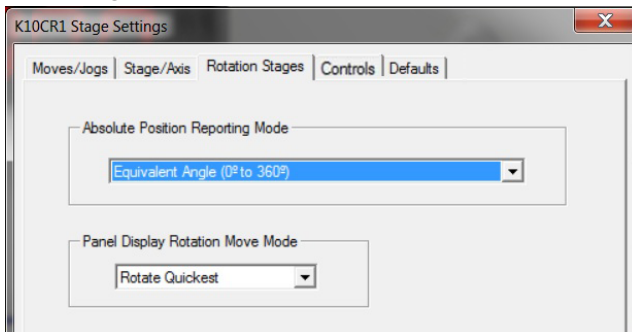 K10CR1 Stage Settings
Moves/Jogs Stage/Axis Rotation Stages Controls Defaults
Absolute Position Reporting Mode
Equivalent Angle (0º to 360º)
Panel Display Rotation Move Mode
Rotate Quickest